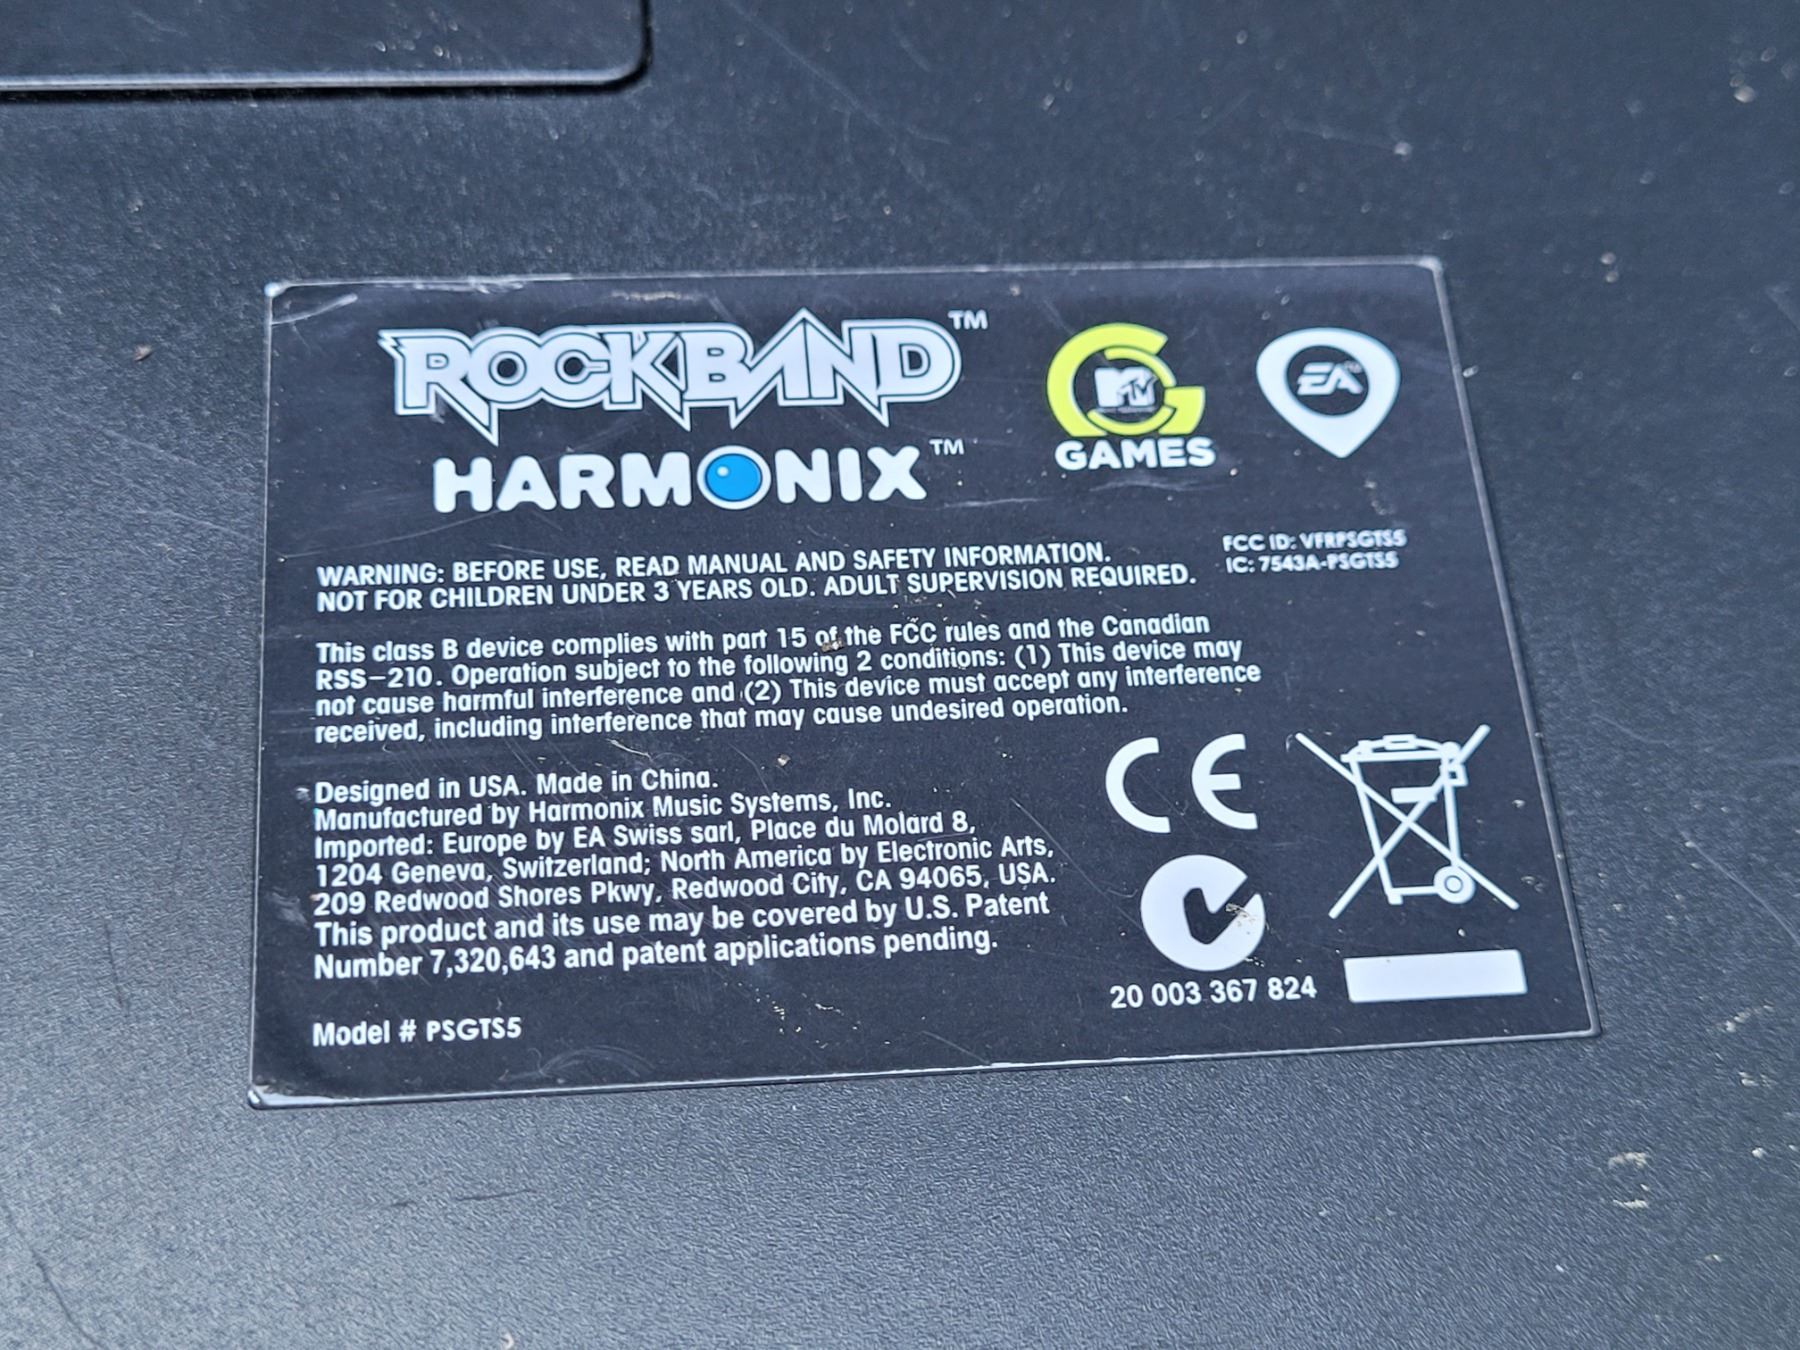 ROCKBAND™
HARMONIX™
MTV
GAMES
EA™
WARNING: BEFORE USE, READ MANUAL AND SAFETY INFORMATION.
NOT FOR CHILDREN UNDER 3 YEARS OLD. ADULT SUPERVISION REQUIRED.
FCC ID: VFRPSGTS5
IC: 7543A-PSGTS5
This class B device complies with part 15 of the FCC rules and the Canadian
RSS-210. Operation subject to the following 2 conditions: (1) This device may
not cause harmful interference and (2) This device must accept any interference
received, including interference that may cause undesired operation.
Designed in USA. Made in China.
Manufactured by Harmonix Music Systems, Inc.
Imported: Europe by EA Swiss sarl, Place du Molard 8,
1204 Geneva, Switzerland; North America by Electronic Arts,
209 Redwood Shores Pkwy, Redwood City, CA 94065, USA.
This product and its use may be covered by U.S. Patent
Number 7,320,643 and patent applications pending.
Model # PSGTS5
CE
20 003 367 824